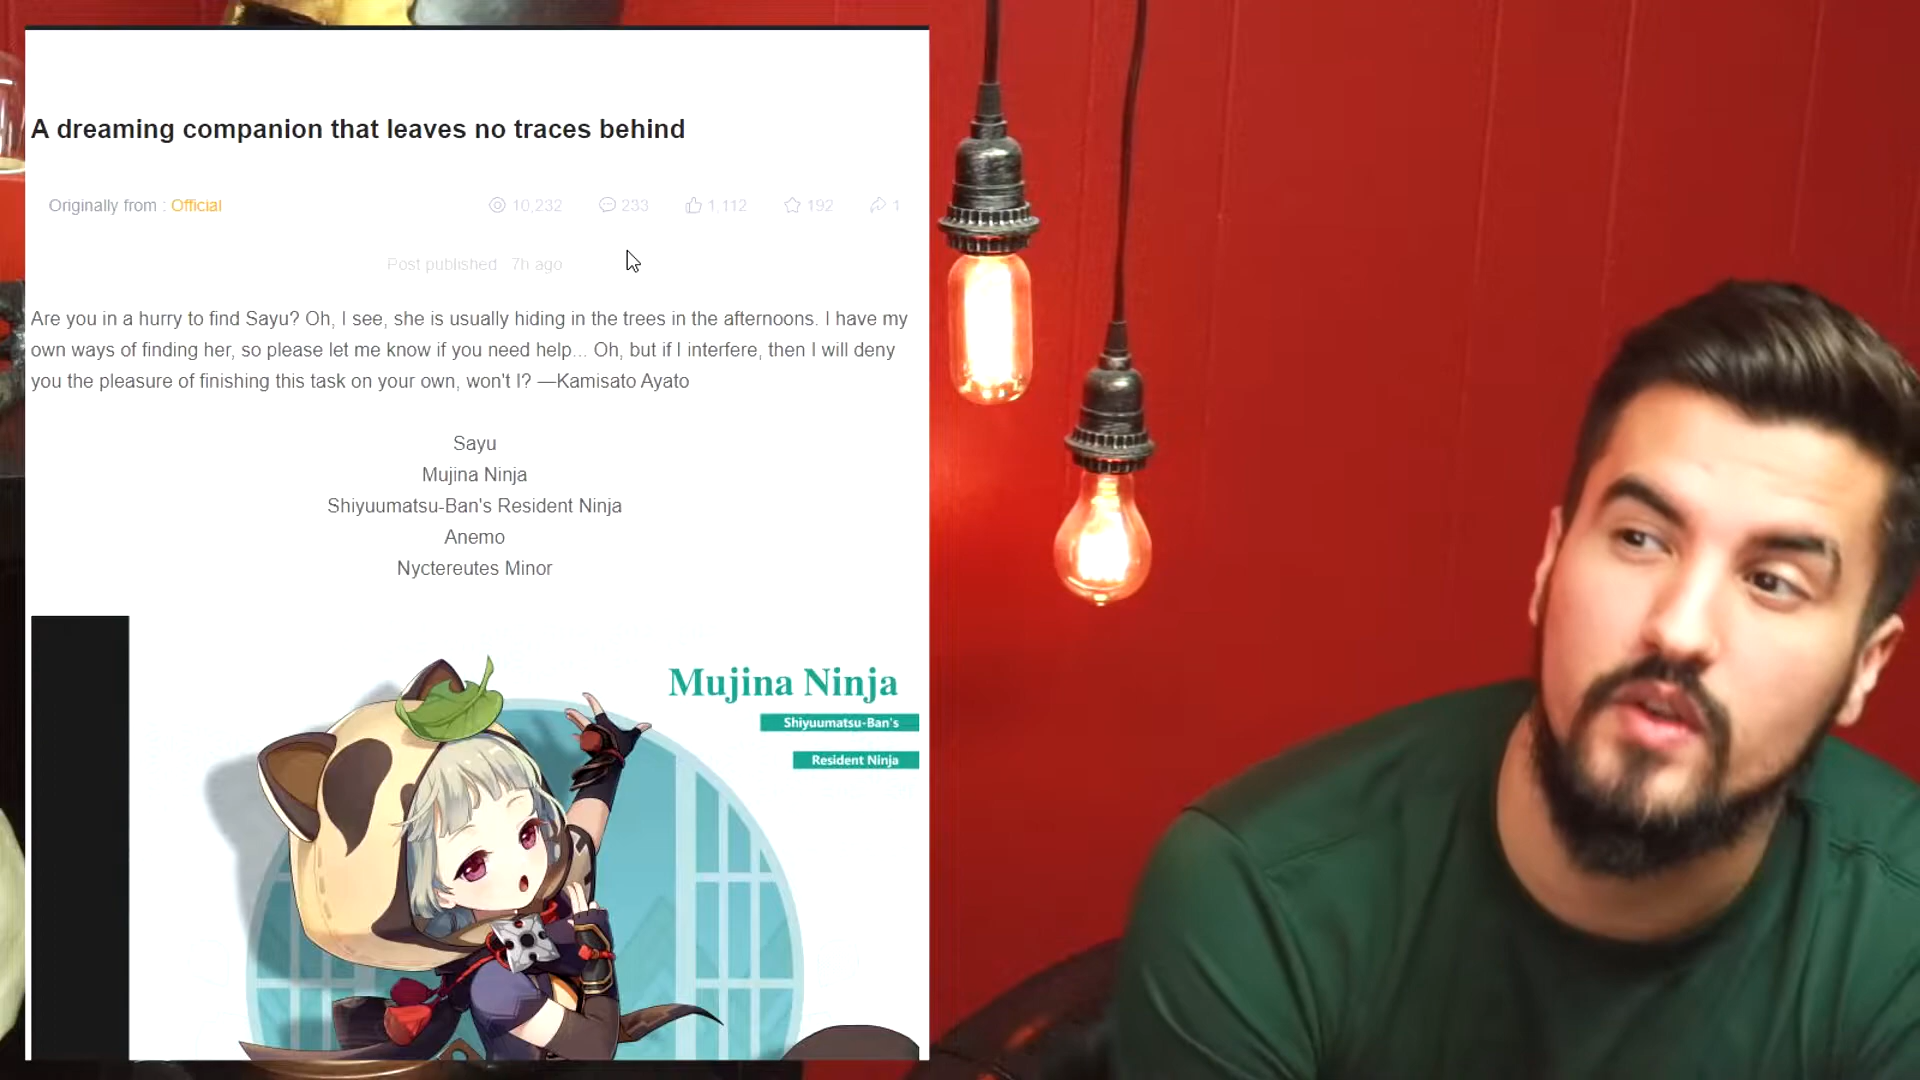 A dreaming companion that leaves no traces behind
Originally from : Official
10,232
233
1,112
192
1
Post published 7h ago
Are you in a hurry to find Sayu? Oh, I see, she is usually hiding in the trees in the afternoons. I have my
own ways of finding her, so please let me know if you need help... Oh, but if I interfere, then I will deny
you the pleasure of finishing this task on your own, won't I? —Kamisato Ayato
Sayu
Mujina Ninja
Shiyuumatsu-Ban's Resident Ninja
Anemo
Nyctereutes Minor
Mujina Ninja
Shiyuumatsu-Ban's
Resident Ninja